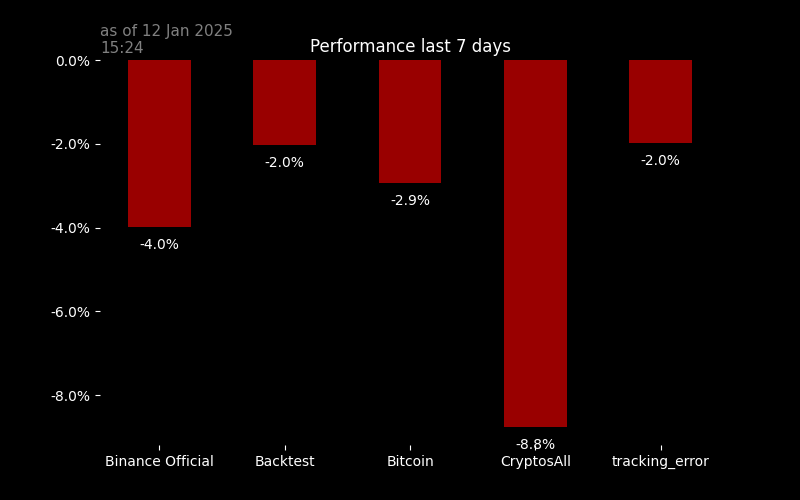 as of 12 Jan 2025
15:24
Performance last 7 days
0.0%
-2.0%
-4.0%
-6.0%
-8.0%
-4.0%
-2.0%
-2.9%
-8.8%
-2.0%
Binance Official
Backtest
Bitcoin
CryptosAll
tracking_error